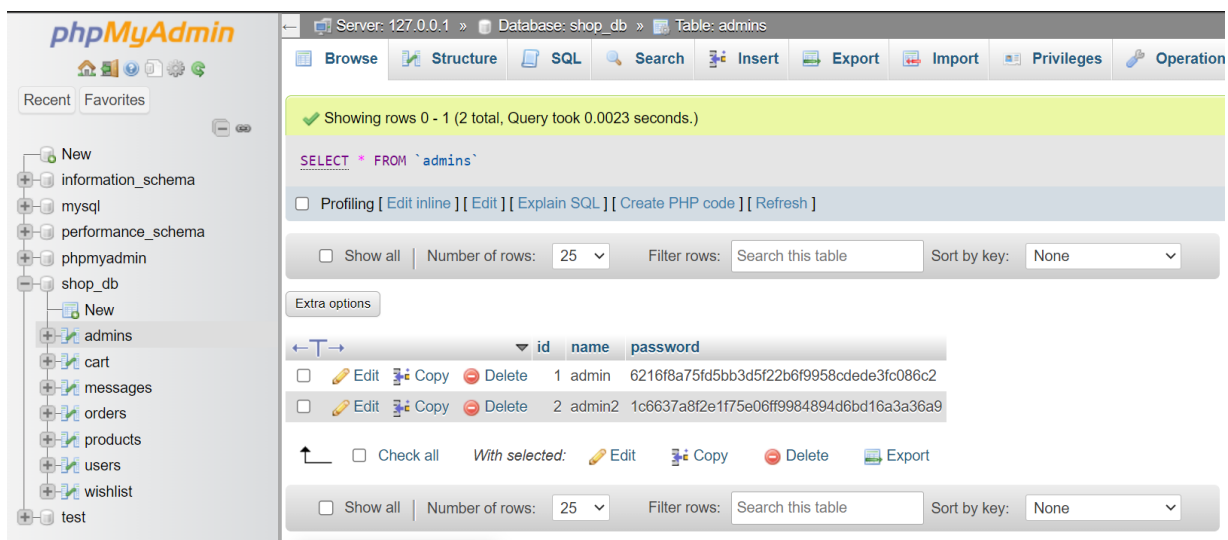 phpMyAdmin
Recent Favorites
New
information_schema
mysql
performance_schema
phpmyadmin
shop_db
New
admins
cart
messages
orders
products
users
wishlist
test
Server: 127.0.0.1 » Database: shop_db » Table: admins
Browse Structure SQL Search Insert Export Import Privileges Operation
Showing rows 0 - 1 (2 total, Query took 0.0023 seconds.)
SELECT * FROM `admins`
Profiling [ Edit inline ] [ Edit ] [ Explain SQL ] [ Create PHP code ] [ Refresh ]
Show all | Number of rows: 25 Filter rows: Search this table Sort by key: None
Extra options
id name password
Edit Copy Delete 1 admin 6216f8a75fd5bb3d5f22b6f9958cdede3fc086c2
Edit Copy Delete 2 admin2 1c6637a8f2e1f75e06ff9984894d6bd16a3a36a9
Check all With selected: Edit Copy Delete Export
Show all | Number of rows: 25 Filter rows: Search this table Sort by key: None